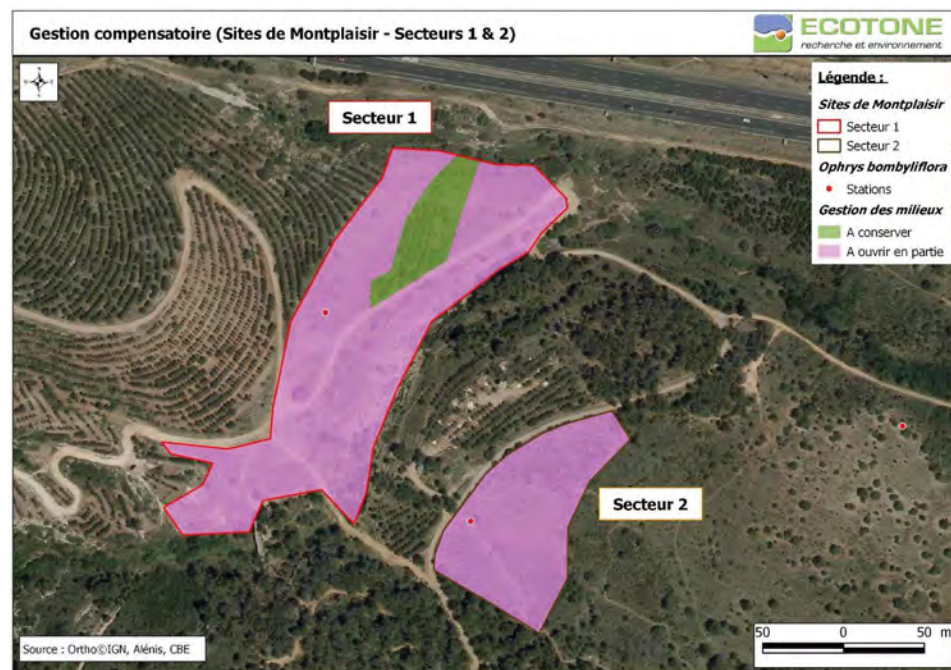 Gestion compensatoire (Sites de Montplaisir - Secteurs 1 & 2)
ECOTONE
recherche et environnement
Légende :
Sites de Montplaisir
Secteur 1
Secteur 2
Ophrys bombyliflora
Stations
Gestion des milieux
A conserver
A ouvrir en partie
Secteur 1
Secteur 2
Source : Ortho©IGN, Alénis, CBE
50 0 50 m